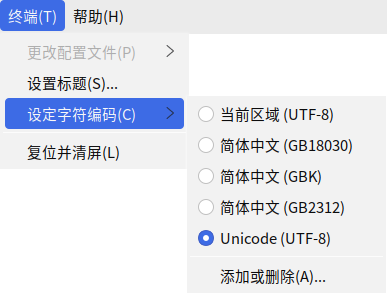 终端(T) 帮助(H)
更改配置文件(P)
设置标题(S)...
设定字符编码(C)
复位并清屏(L)
当前区域 (UTF-8)
简体中文 (GB18030)
简体中文 (GBK)
简体中文 (GB2312)
Unicode (UTF-8)
添加或删除(A)...